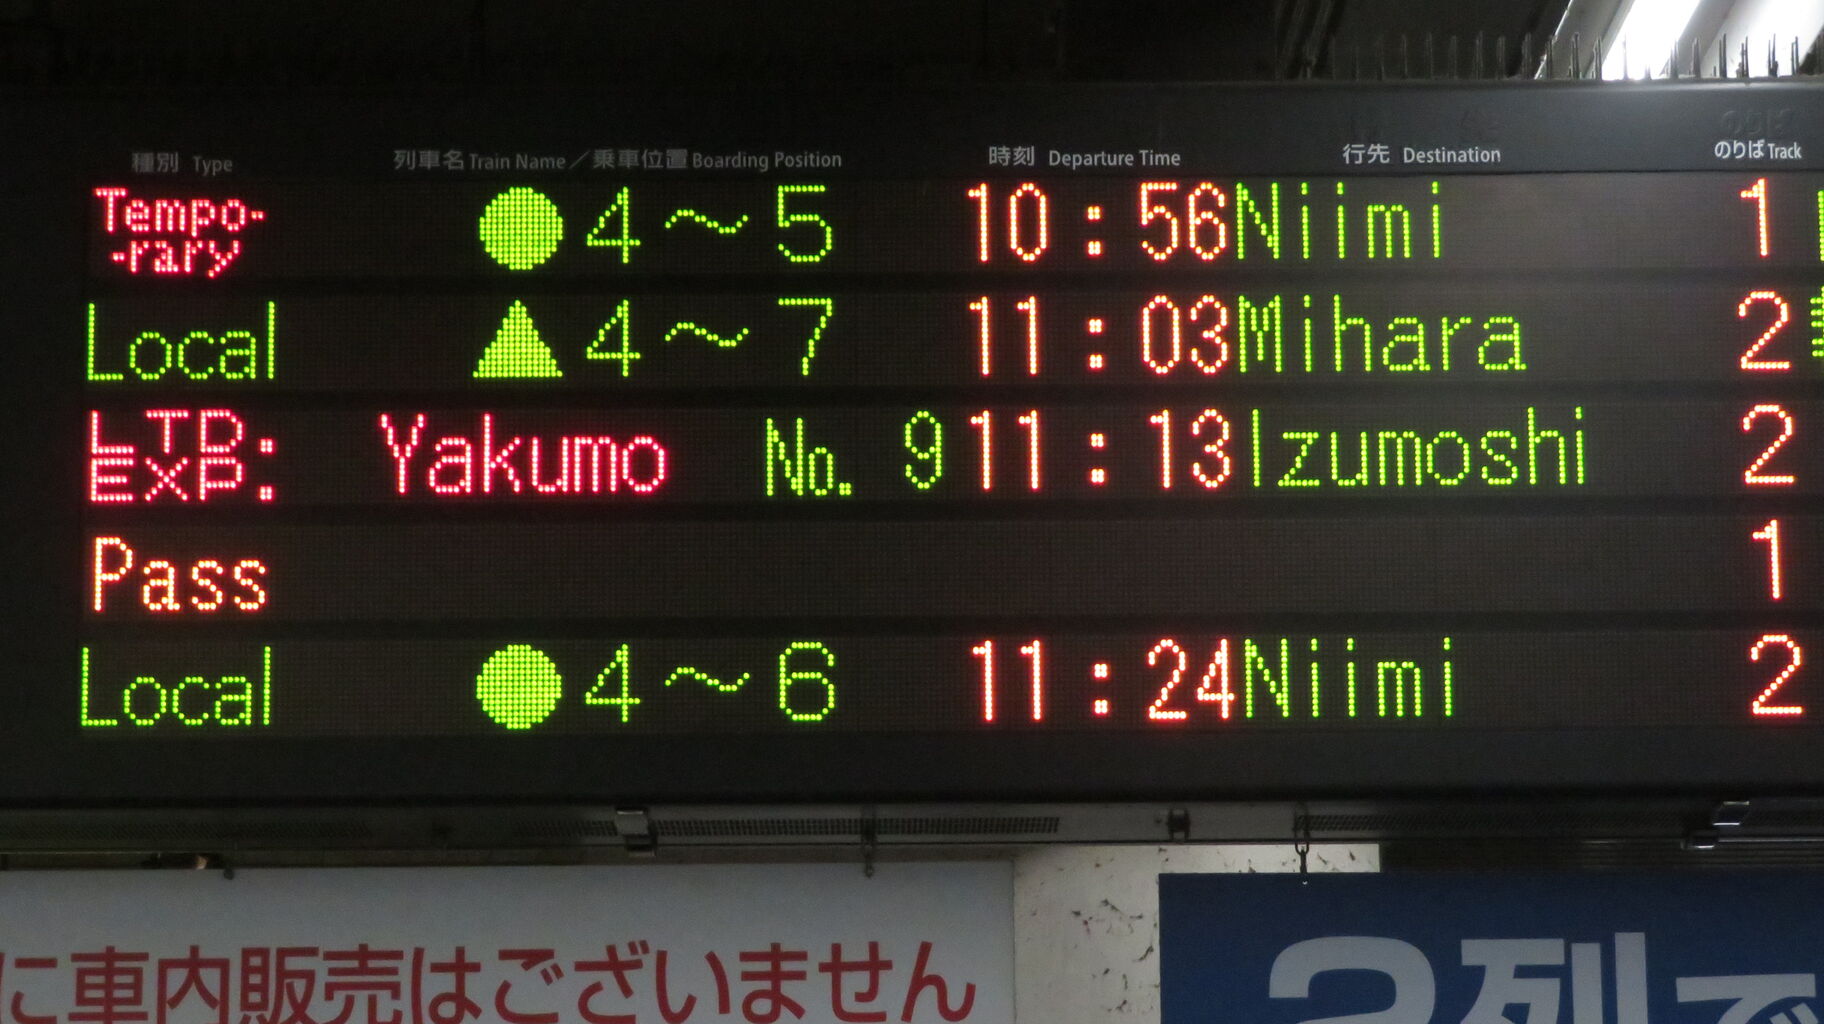 種別 Type 列車名 Train Name／乗車位置 Boarding Position 時刻 Departure Time 行先 Destination のりば Track
Tempo-
-rary ●4～5 10:56 Niimi 1
Local ▲4～7 11:03 Mihara 2
LTD.
EXP. Yakumo No. 9 11:13 Izumoshi 2
Pass 1
Local ●4～6 11:24 Niimi 2
に車内販売はございません
2列で